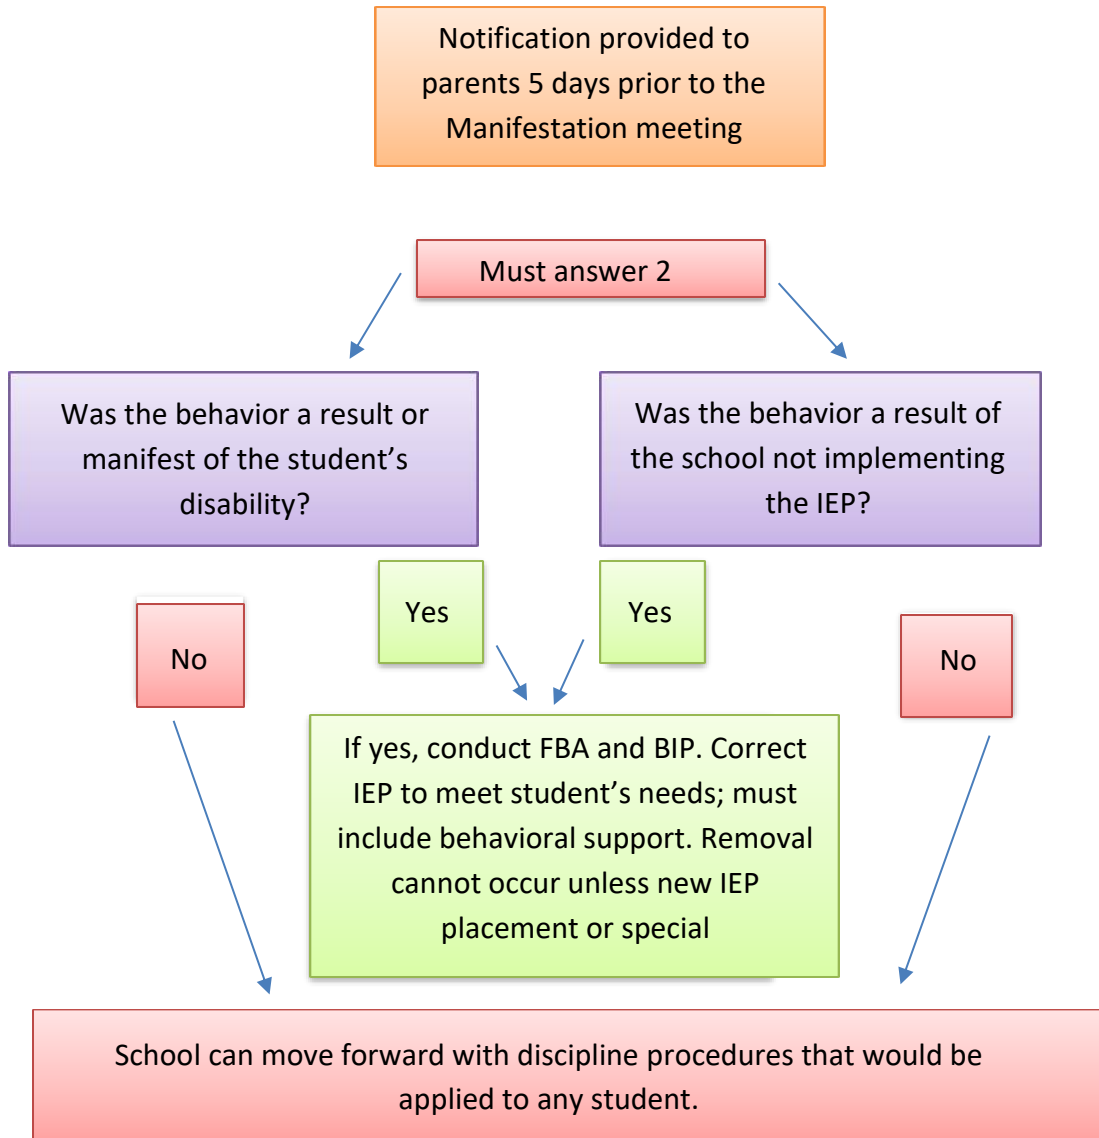 Notification provided to
parents 5 days prior to the
Manifestation meeting
Must answer 2
Was the behavior a result or
manifest of the student’s
disability?
Was the behavior a result of
the school not implementing
the IEP?
Yes
Yes
No
No
If yes, conduct FBA and BIP. Correct
IEP to meet student’s needs; must
include behavioral support. Removal
cannot occur unless new IEP
placement or special
School can move forward with discipline procedures that would be
applied to any student.